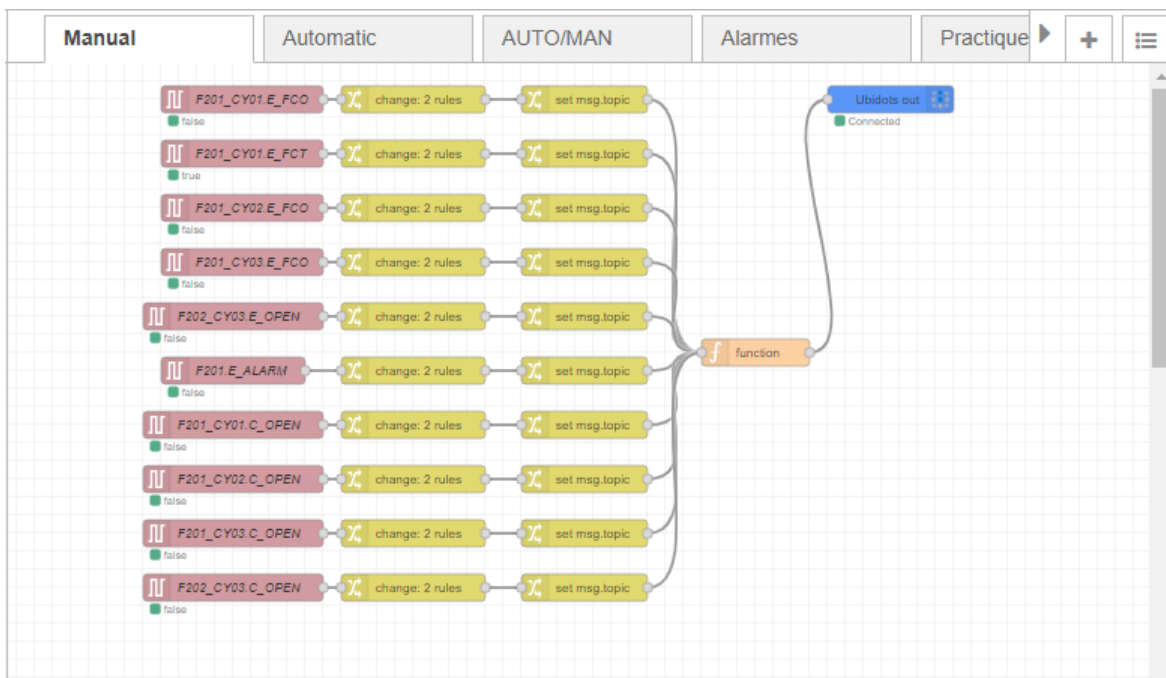 Manual Automatic AUTO/MAN Alarmes Practique
F201_CY01.E_FCO change: 2 rules set msg.topic Ubidots out
false Connected
F201_CY01.E_FCT change: 2 rules set msg.topic
true
F201_CY02.E_FCO change: 2 rules set msg.topic
false
F201_CY03.E_FCO change: 2 rules set msg.topic
false
F202_CY03.E_OPEN change: 2 rules set msg.topic
false
function
F201.E_ALARM change: 2 rules set msg.topic
false
F201_CY01.C_OPEN change: 2 rules set msg.topic
false
F201_CY02.C_OPEN change: 2 rules set msg.topic
false
F201_CY03.C_OPEN change: 2 rules set msg.topic
false
F202_CY03.C_OPEN change: 2 rules set msg.topic
false